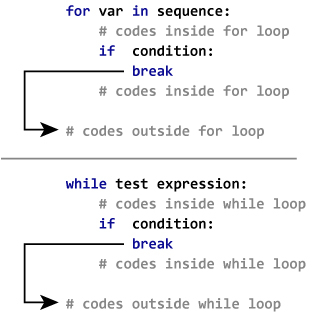 for var in sequence:
# codes inside for loop
if condition:
break
# codes inside for loop
# codes outside for loop
while test expression:
# codes inside while loop
if condition:
break
# codes inside while loop
# codes outside while loop